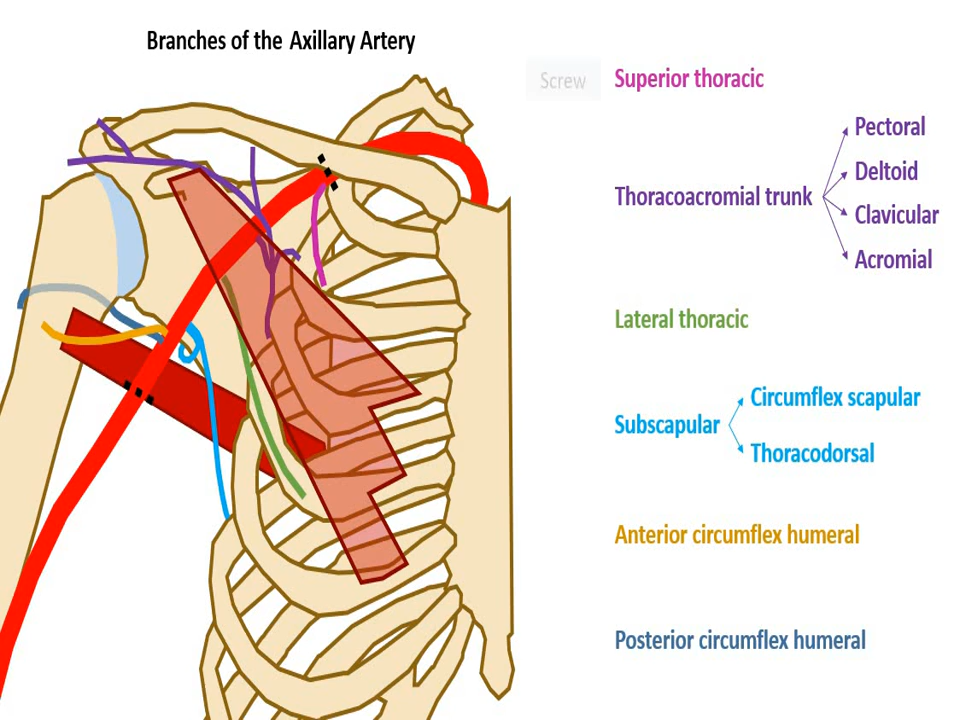 Branches of the Axillary Artery
Screw
Superior thoracic
Thoracoacromial trunk
Pectoral
Deltoid
Clavicular
Acromial
Lateral thoracic
Subscapular
Circumflex scapular
Thoracodorsal
Anterior circumflex humeral
Posterior circumflex humeral